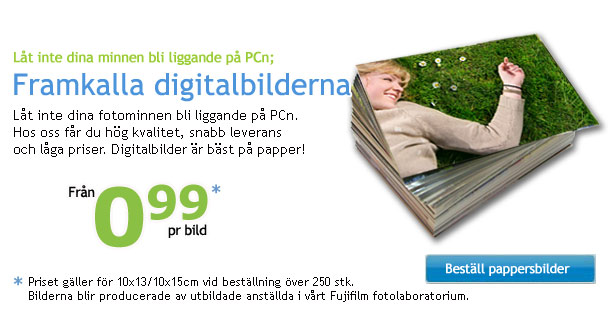 Låt inte dina minnen bli liggande på PCn;
Framkalla digitalbilderna
Låt inte dina fotominnen bli liggande på PCn.
Hos oss får du hög kvalitet, snabb leverans
och låga priser. Digitalbilder är bäst på papper!
Från
0.99*
pr bild
Beställ pappersbilder
* Priset gäller för 10x13/10x15cm vid beställning över 250 stk.
Bilderna blir producerade av utbildade anställda i vårt Fujifilm fotolaboratorium.